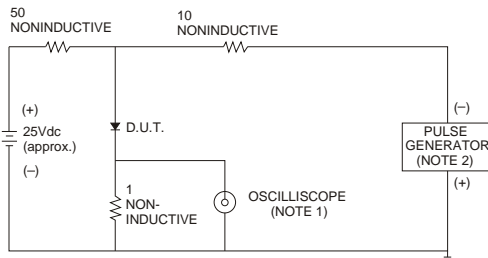 50
NONINDUCTIVE
10
NONINDUCTIVE
(+)
25Vdc
(approx.)
(–)
D.U.T.
1
NON-
INDUCTIVE
OSCILLISCOPE
(NOTE 1)
(–)
PULSE
GENERATOR
(NOTE 2)
(+)